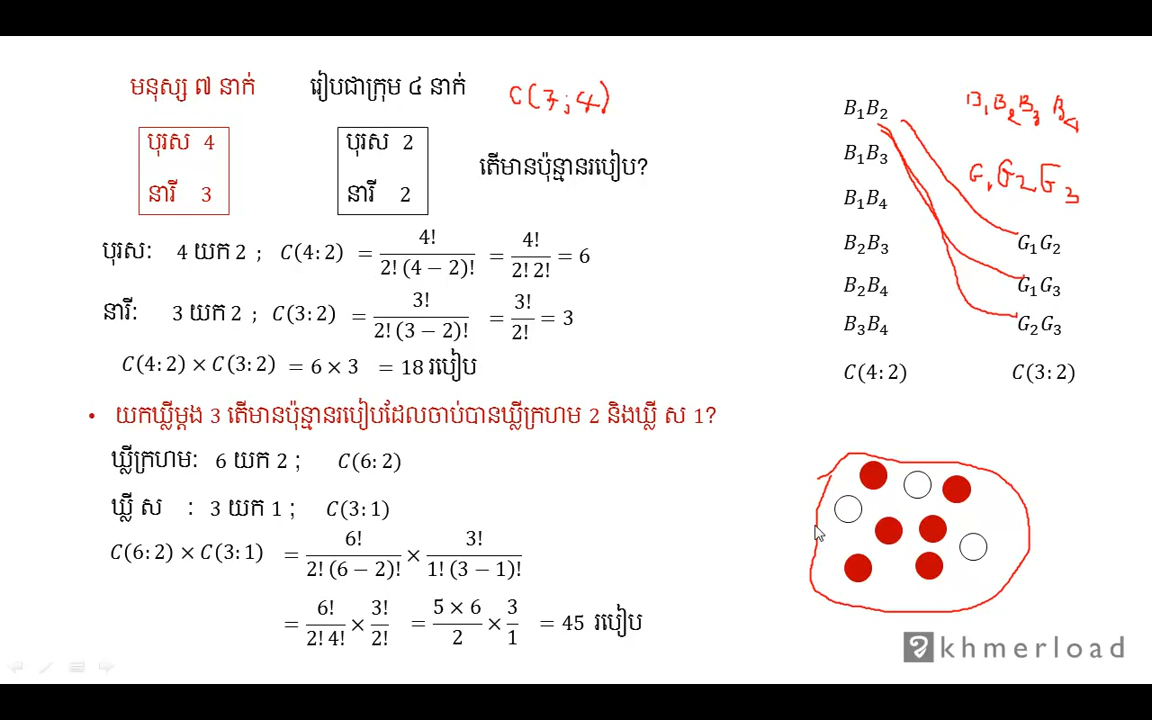 មនុស្ស ៧ នាក់ រៀបជាក្រុម ៤ នាក់ C(7;4)
បុរស 4
នារី 3
បុរស 2
នារី 2
តើមានប៉ុន្មានរបៀប?
បុរស: 4 យក 2 ; C(4:2) = 4!/2!(4−2)! = 4!/2!2! = 6
នារី: 3 យក 2 ; C(3:2) = 3!/2!(3−2)! = 3!/2! = 3
C(4:2) × C(3:2) = 6 × 3 = 18 របៀប
B₁B₂
B₁B₃
B₁B₄
B₂B₃
B₂B₄
B₃B₄
C(4:2)
B₁B₂B₃B₄
G₁G₂G₃
G₁G₂
G₁G₃
G₂G₃
C(3:2)
• យកឃ្លីម្តង 3 តើមានប៉ុន្មានរបៀបដែលចាប់បានឃ្លីក្រហម 2 និងឃ្លី ស 1?
ឃ្លីក្រហម: 6 យក 2 ; C(6:2)
ឃ្លី ស : 3 យក 1 ; C(3:1)
C(6:2) × C(3:1) = 6!/2!(6−2)! × 3!/1!(3−1)!
= 6!/2!4! × 3!/2! = 5×6/2 × 3/1 = 45 របៀប
khmerload